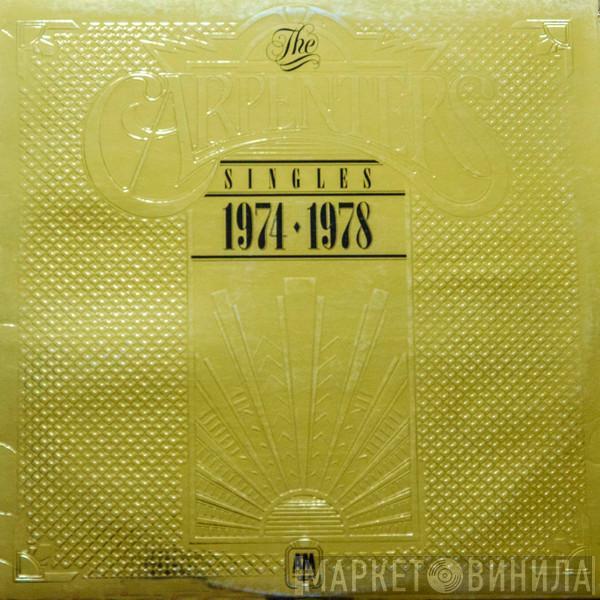 The
CARPENTERS
SINGLES
1974 • 1978
A&M
МАРКЕТ ВИНИЛА